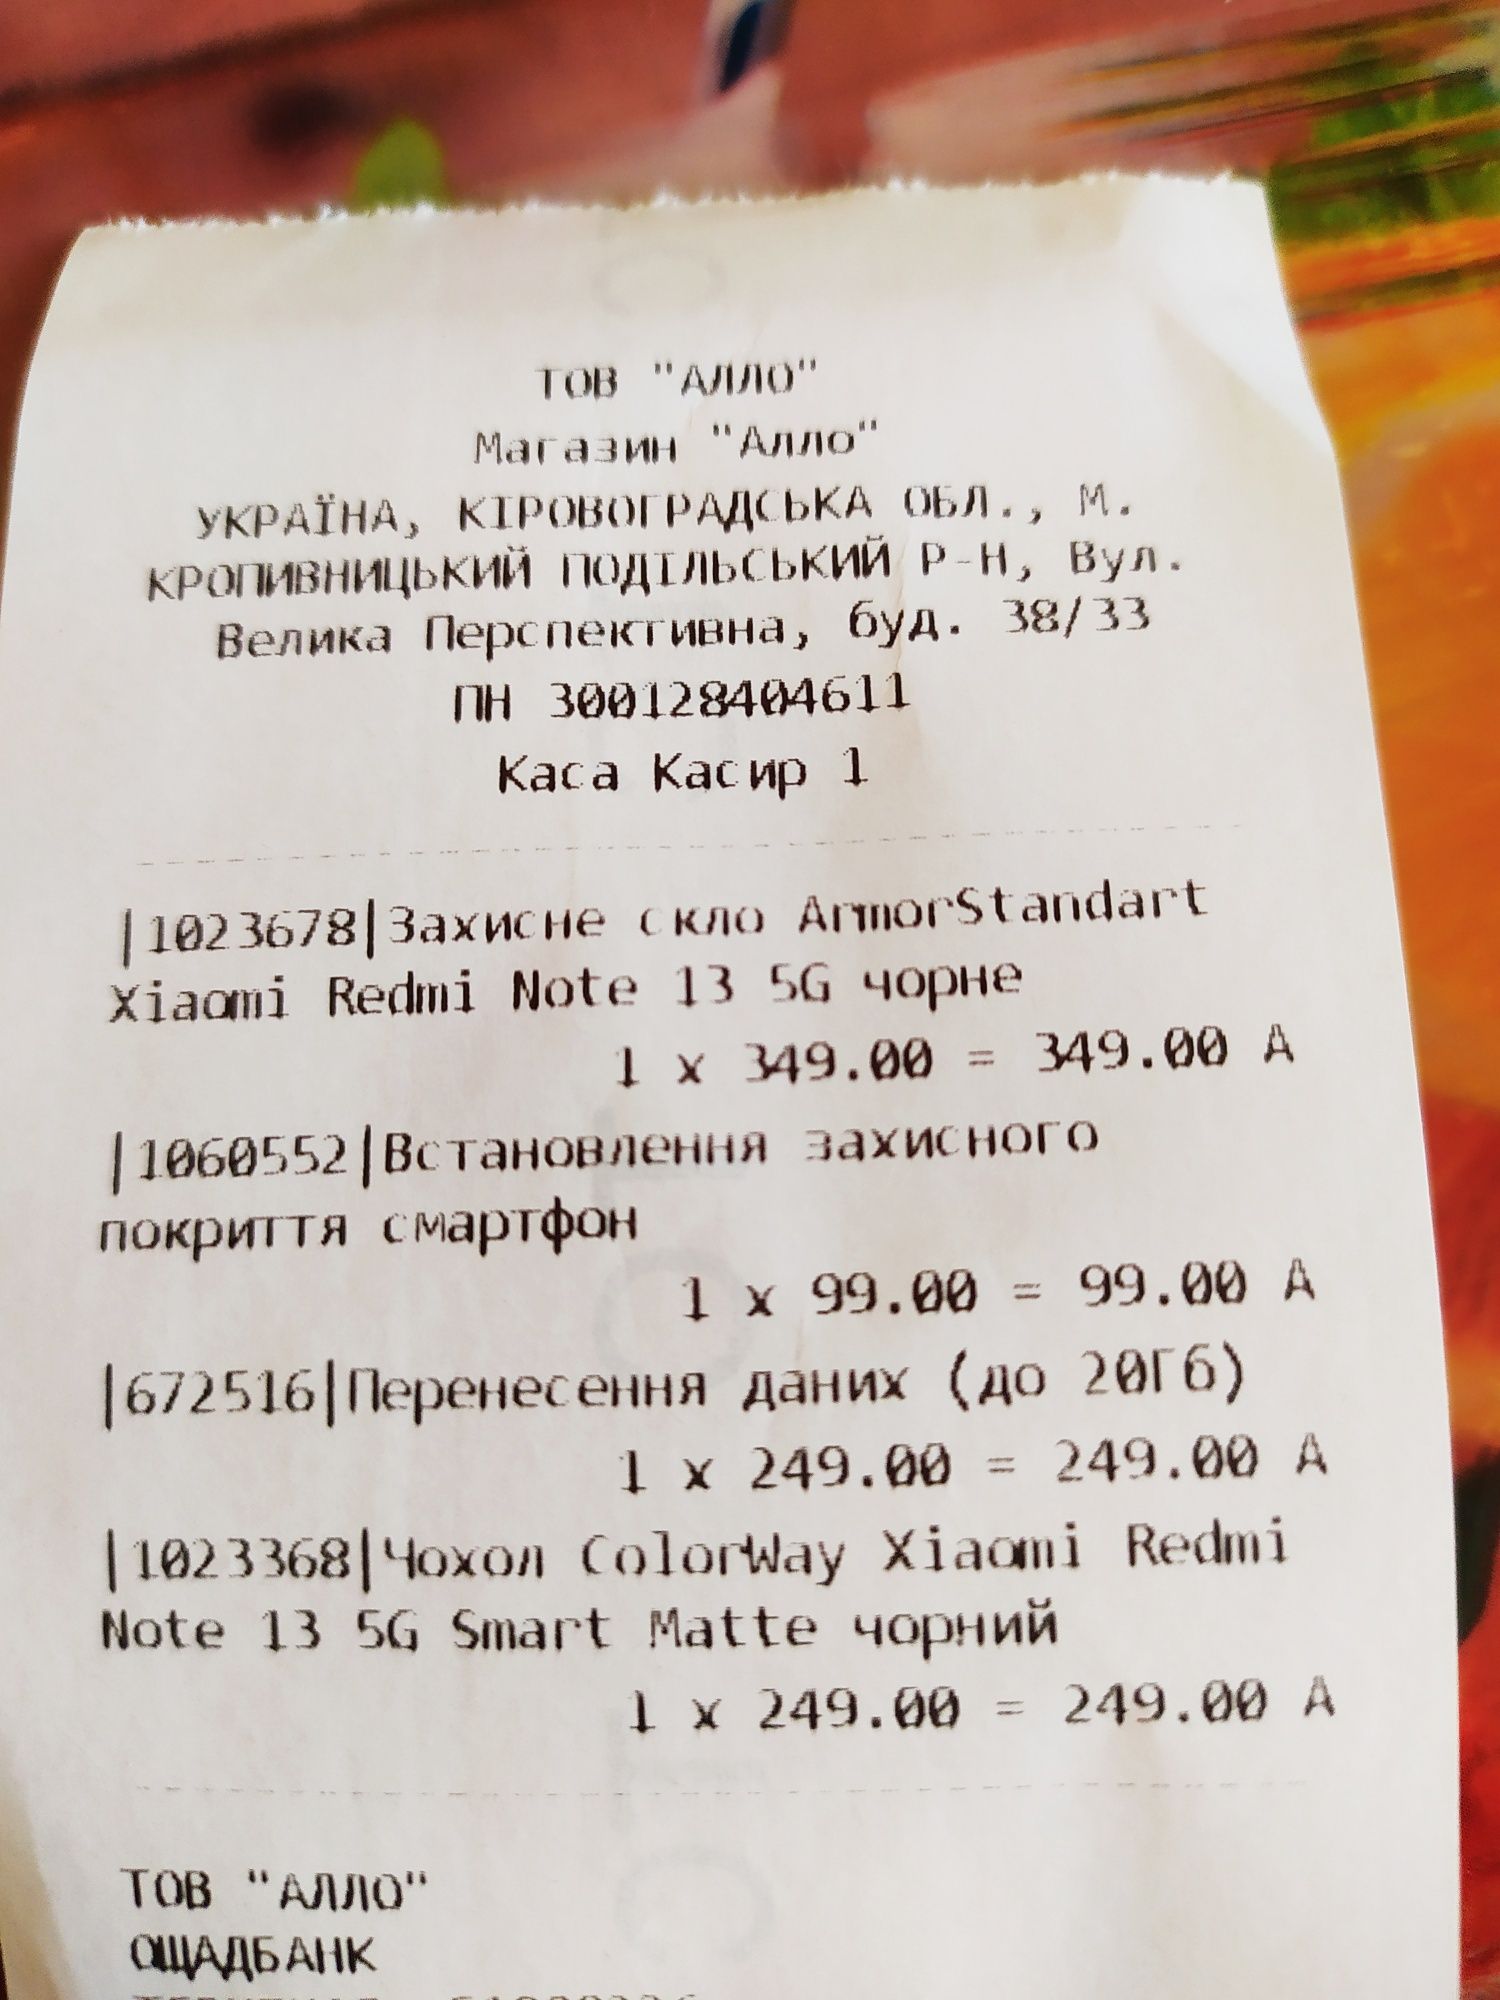 ТОВ "АЛЛО"
Магазин "Алло"
УКРАЇНА, КІРОВОГРАДСЬКА ОБЛ., М.
КРОПИВНИЦЬКИЙ ПОДІЛЬСЬКИЙ Р-Н, Вул.
Велика Перспективна, буд. 38/33
ПН 300128404611
Каса Касир 1
|1023678|Захисне скло ArmorStandart
Xiaomi Redmi Note 13 5G чорне
1 x 349.00 = 349.00 А
|1060552|Встановлення захисного
покриття смартфон
1 x 99.00 = 99.00 А
|672516|Перенесення даних (до 20Гб)
1 x 249.00 = 249.00 А
|1023368|Чохол ColorWay Xiaomi Redmi
Note 13 5G Smart Matte чорний
1 x 249.00 = 249.00 А
ТОВ "АЛЛО"
ОЩАДБАНК